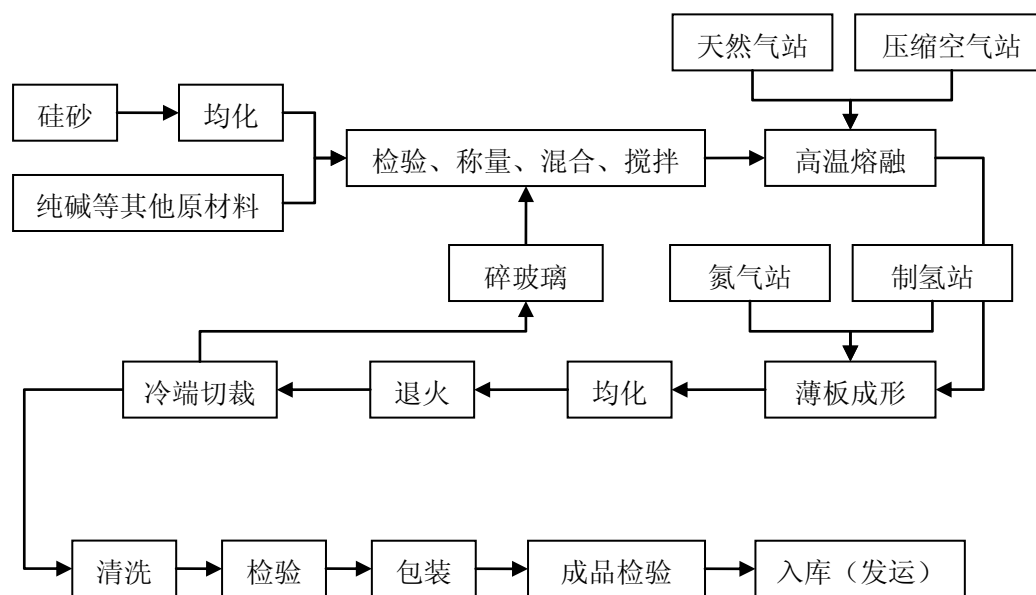 天然气站
压缩空气站
硅砂
均化
检验、称量、混合、搅拌
高温熔融
纯碱等其他原材料
碎玻璃
氮气站
制氢站
冷端切裁
退火
均化
薄板成形
清洗
检验
包装
成品检验
入库（发运）